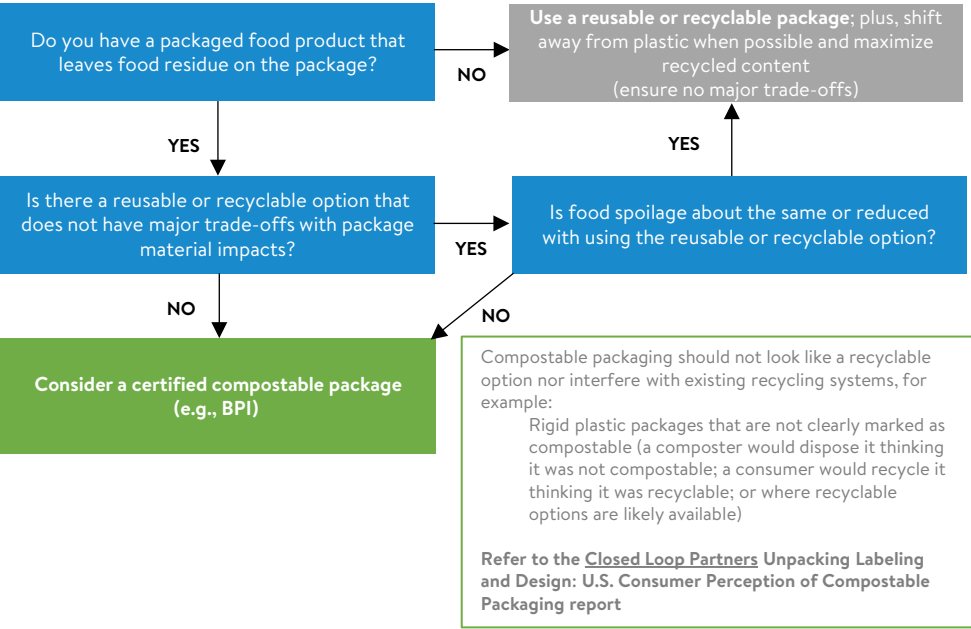 Do you have a packaged food product that
leaves food residue on the package?
NO
Use a reusable or recyclable package; plus, shift
away from plastic when possible and maximize
recycled content
(ensure no major trade-offs)
YES
YES
Is there a reusable or recyclable option that
does not have major trade-offs with package
material impacts?
YES
Is food spoilage about the same or reduced
with using the reusable or recyclable option?
NO
NO
Consider a certified compostable package
(e.g., BPI)
Compostable packaging should not look like a recyclable
option nor interfere with existing recycling systems, for
example:
Rigid plastic packages that are not clearly marked as
compostable (a composter would dispose it thinking
it was not compostable; a consumer would recycle it
thinking it was recyclable; or where recyclable
options are likely available)
Refer to the Closed Loop Partners Unpacking Labeling
and Design: U.S. Consumer Perception of Compostable
Packaging report